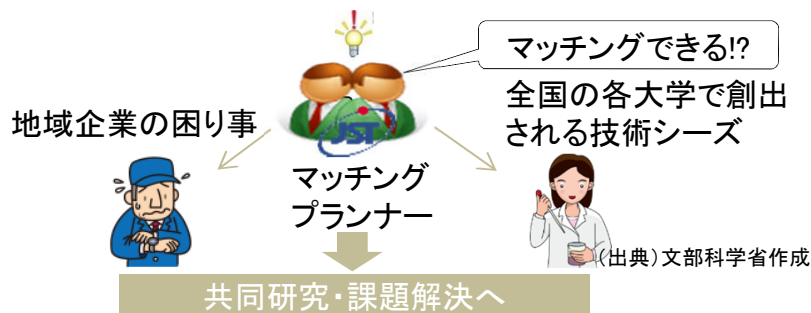 マッチングできる!?
全国の各大学で創出
される技術シーズ
地域企業の困り事
JST
マッチング
プランナー
（出典）文部科学省作成
共同研究・課題解決へ